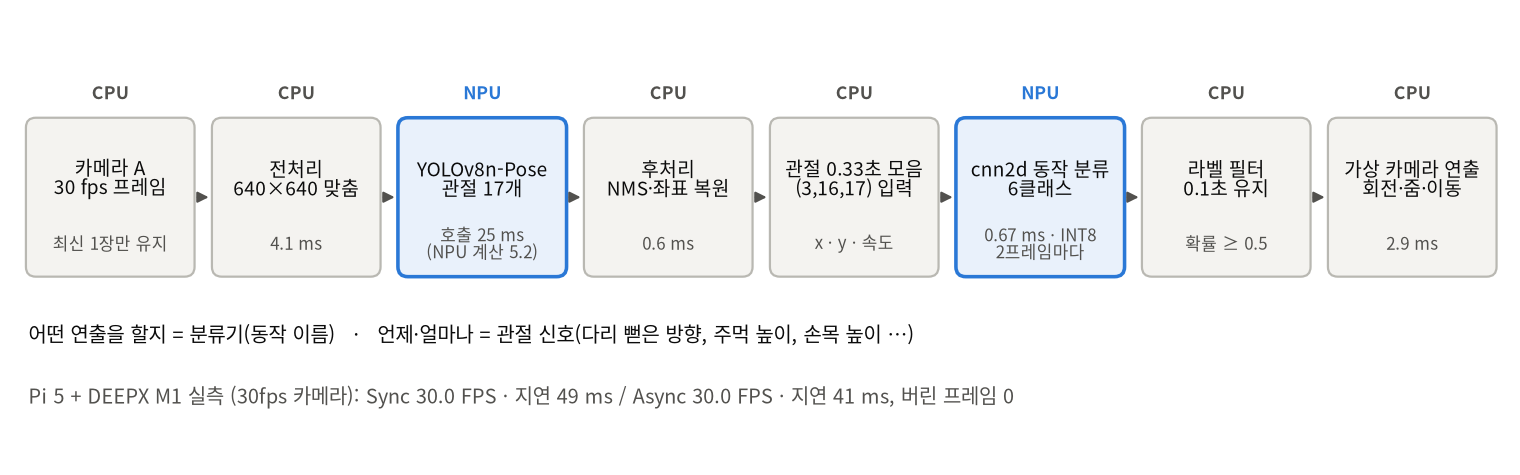 CPU
카메라 A
30 fps 프레임
최신 1장만 유지
CPU
전처리
640×640 맞춤
4.1 ms
NPU
YOLOv8n-Pose
관절 17개
호출 25 ms
(NPU 계산 5.2)
CPU
후처리
NMS·좌표 복원
0.6 ms
CPU
관절 0.33초 모음
(3,16,17) 입력
x · y · 속도
NPU
cnn2d 동작 분류
6클래스
0.67 ms · INT8
2프레임마다
CPU
라벨 필터
0.1초 유지
확률 ≥ 0.5
CPU
가상 카메라 연출
회전·줌·이동
2.9 ms
어떤 연출을 할지 = 분류기(동작 이름) · 언제·얼마나 = 관절 신호(다리 뻗은 방향, 주먹 높이, 손목 높이 …)
Pi 5 + DEEPX M1 실측 (30fps 카메라): Sync 30.0 FPS · 지연 49 ms / Async 30.0 FPS · 지연 41 ms, 버린 프레임 0